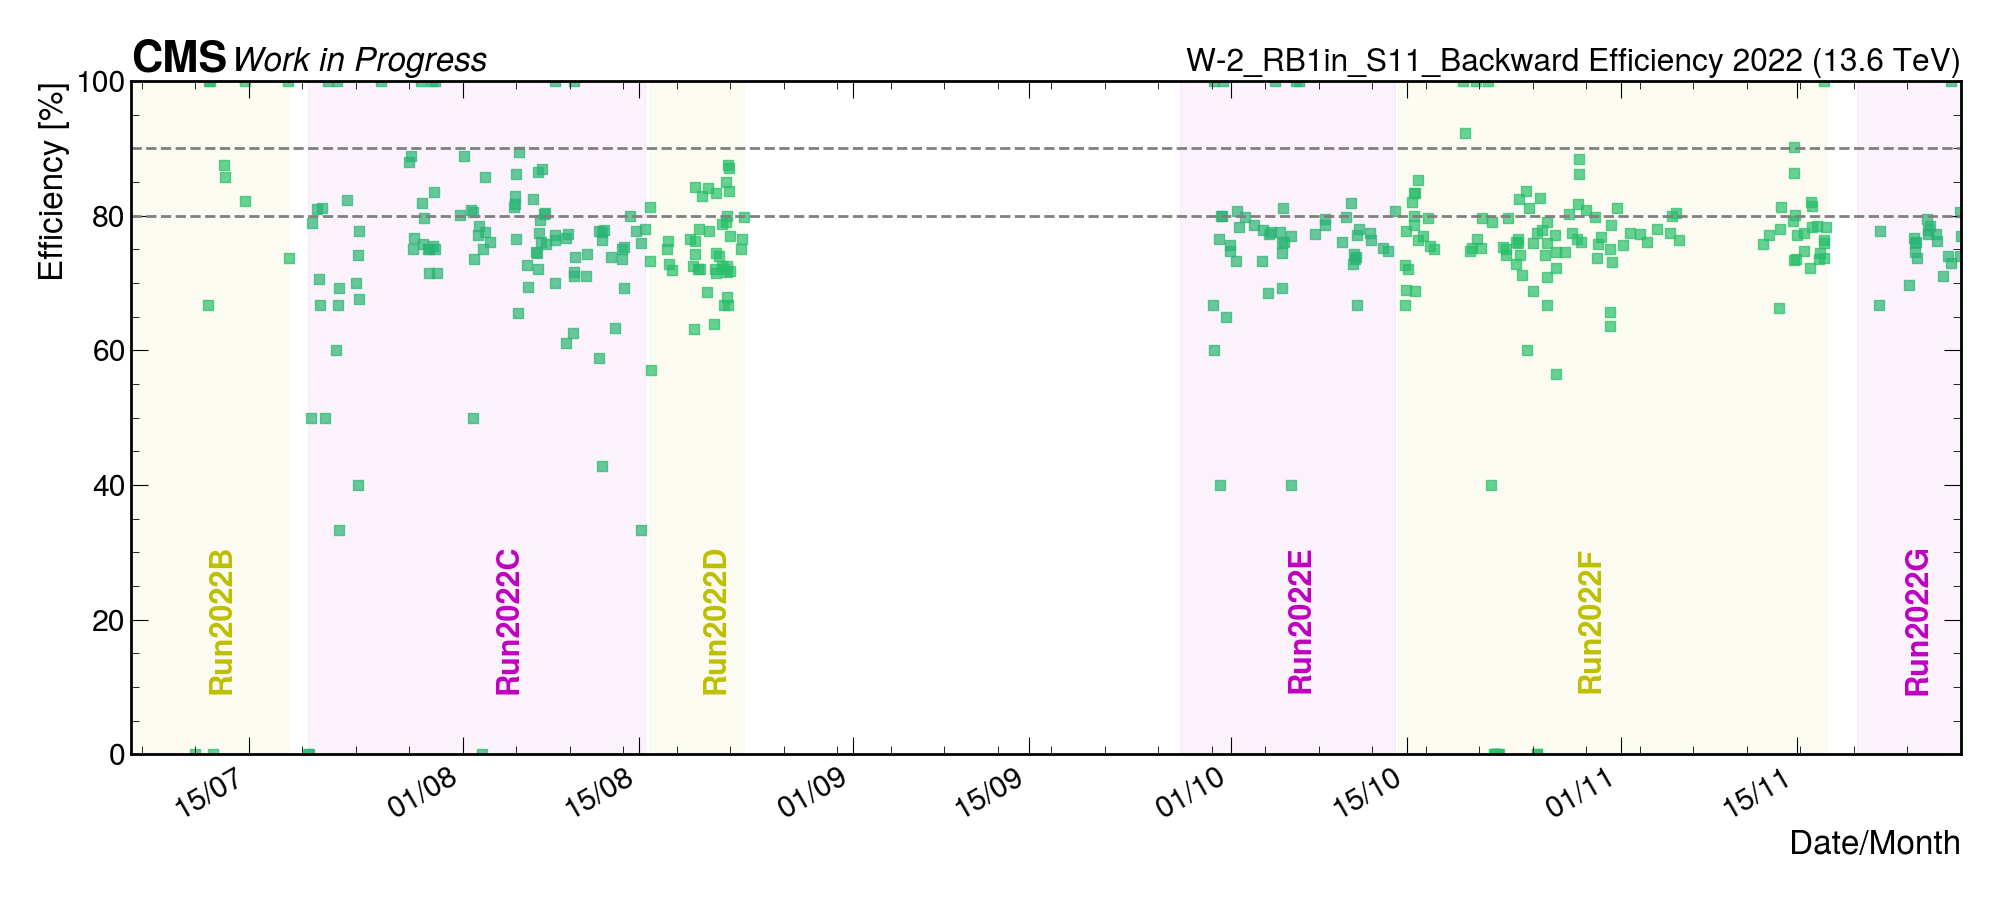 CMS Work in Progress
W-2_RB1in_S11_Backward Efficiency 2022 (13.6 TeV)
Efficiency [%]
100
80
60
40
20
0
Run2022B
Run2022C
Run2022D
Run2022E
Run2022F
Run2022G
15/07
01/08
15/08
01/09
15/09
01/10
15/10
01/11
15/11
Date/Month